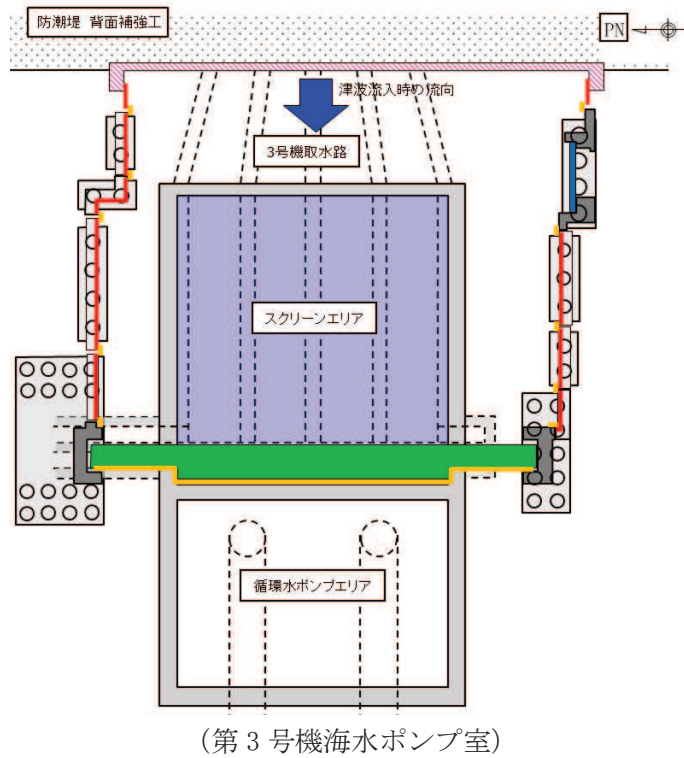 防潮堤 背面補強工
PN
津波流入時の流向
3号機取水路
スクリーンエリア
循環水ポンプエリア
(第3号機海水ポンプ室)